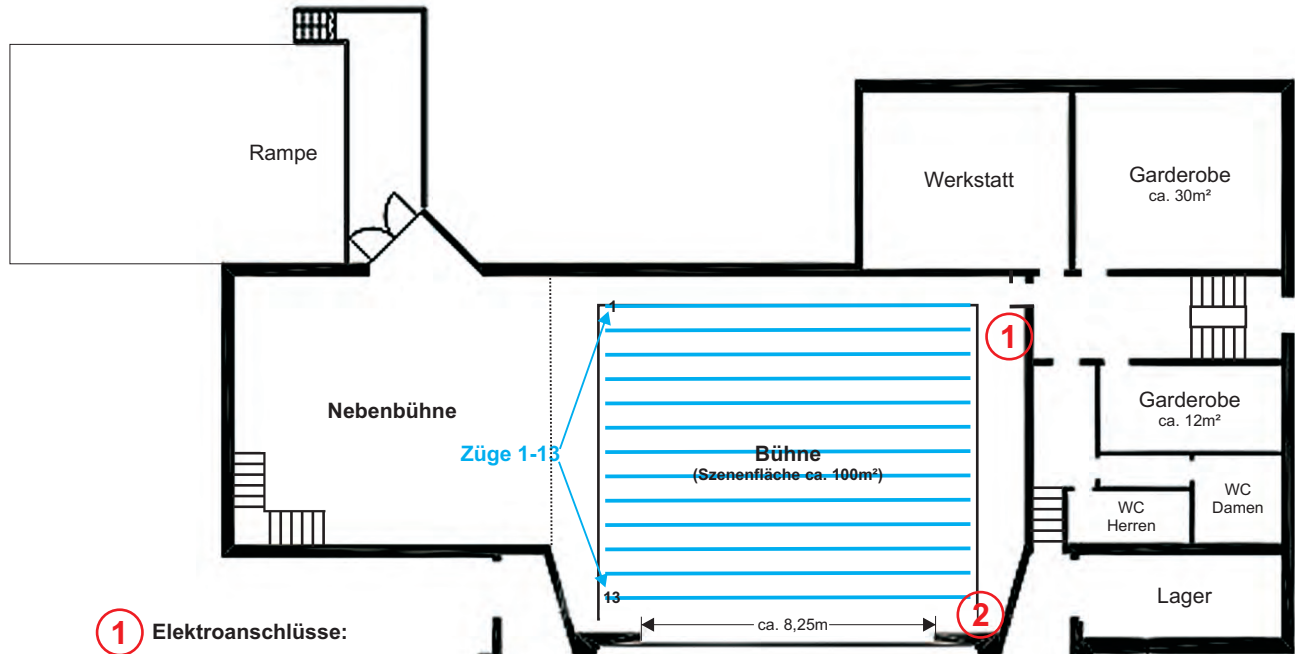 Rampe
Werkstatt
Garderobe
ca. 30m²
1
1
Nebenbühne
Garderobe
ca. 12m²
Züge 1-13
Bühne
(Szenenfläche ca. 100m²)
WC
Herren
WC
Damen
13
2
Lager
ca. 8,25m
1 Elektroanschlüsse: